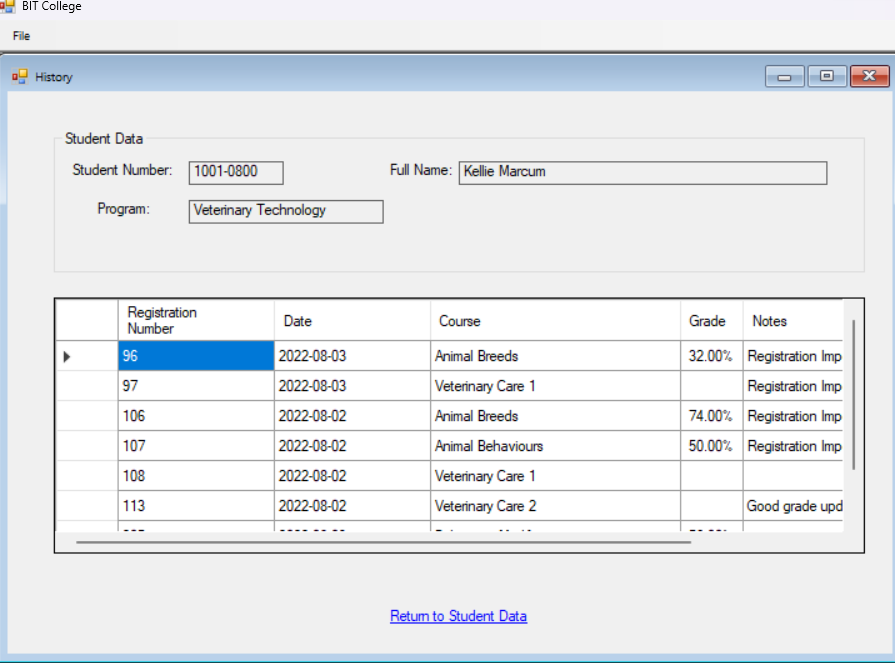 BIT College
File
History
Student Data
Student Number: 1001-0800 Full Name: Kellie Marcum
Program: Veterinary Technology
Registration Number Date Course Grade Notes
96 2022-08-03 Animal Breeds 32.00% Registration Imp
97 2022-08-03 Veterinary Care 1 Registration Imp
106 2022-08-02 Animal Breeds 74.00% Registration Imp
107 2022-08-02 Animal Behaviours 50.00% Registration Imp
108 2022-08-02 Veterinary Care 1
113 2022-08-02 Veterinary Care 2 Good grade upd
Return to Student Data